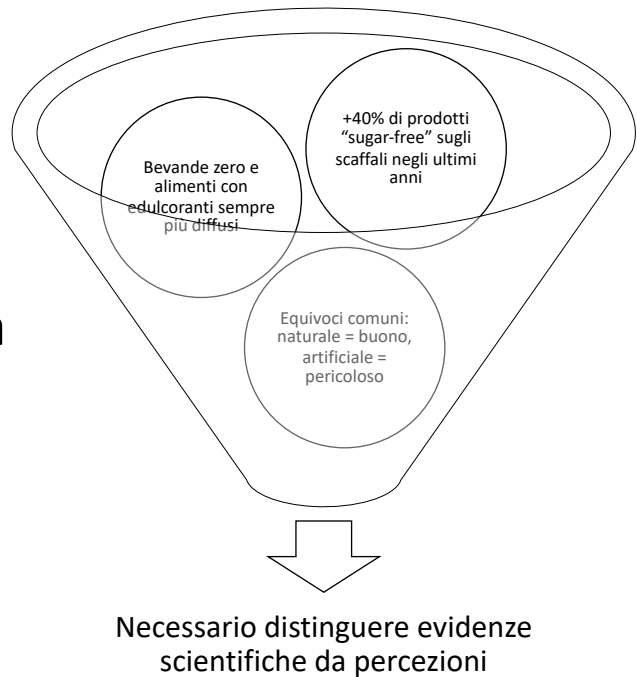 Bevande zero e
alimenti con
edulcoranti sempre
più diffusi
+40% di prodotti
“sugar-free” sugli
scaffali negli ultimi
anni
Equivoci comuni:
naturale = buono,
artificiale =
pericoloso
Necessario distinguere evidenze
scientifiche da percezioni